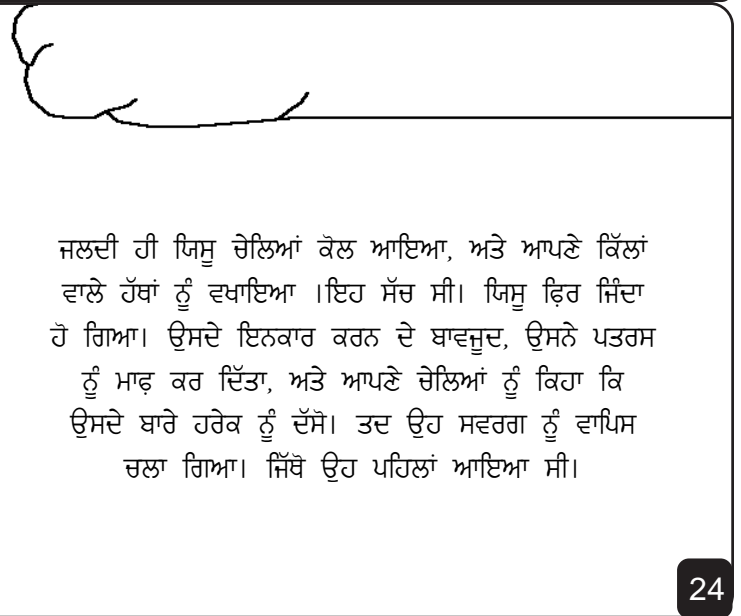 ਜਲਦੀ ਹੀ ਯਿਸੂ ਚੇਲਿਆਂ ਕੋਲ ਆਇਆ, ਅਤੇ ਆਪਣੇ ਕਿੱਲਾਂ
ਵਾਲੇ ਹੱਥਾਂ ਨੂੰ ਵਖਾਇਆ ।ਇਹ ਸੱਚ ਸੀ। ਯਿਸੂ ਫ਼ਿਰ ਜਿੰਦਾ
ਹੋ ਗਿਆ। ਉਸਦੇ ਇਨਕਾਰ ਕਰਨ ਦੇ ਬਾਵਜੂਦ, ਉਸਨੇ ਪਤਰਸ
ਨੂੰ ਮਾਫ਼ ਕਰ ਦਿੱਤਾ, ਅਤੇ ਆਪਣੇ ਚੇਲਿਆਂ ਨੂੰ ਕਿਹਾ ਕਿ
ਉਸਦੇ ਬਾਰੇ ਹਰੇਕ ਨੂੰ ਦੱਸੋ। ਤਦ ਉਹ ਸਵਰਗ ਨੂੰ ਵਾਪਿਸ
ਚਲਾ ਗਿਆ। ਜਿੱਥੋ ਉਹ ਪਹਿਲਾਂ ਆਇਆ ਸੀ।
24